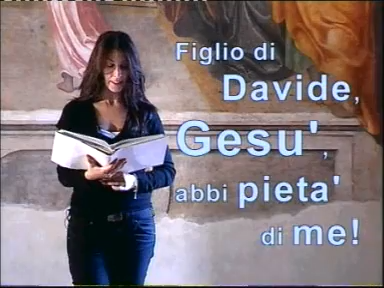 Figlio di
Davide,
Gesu',
abbi pieta'
di me!